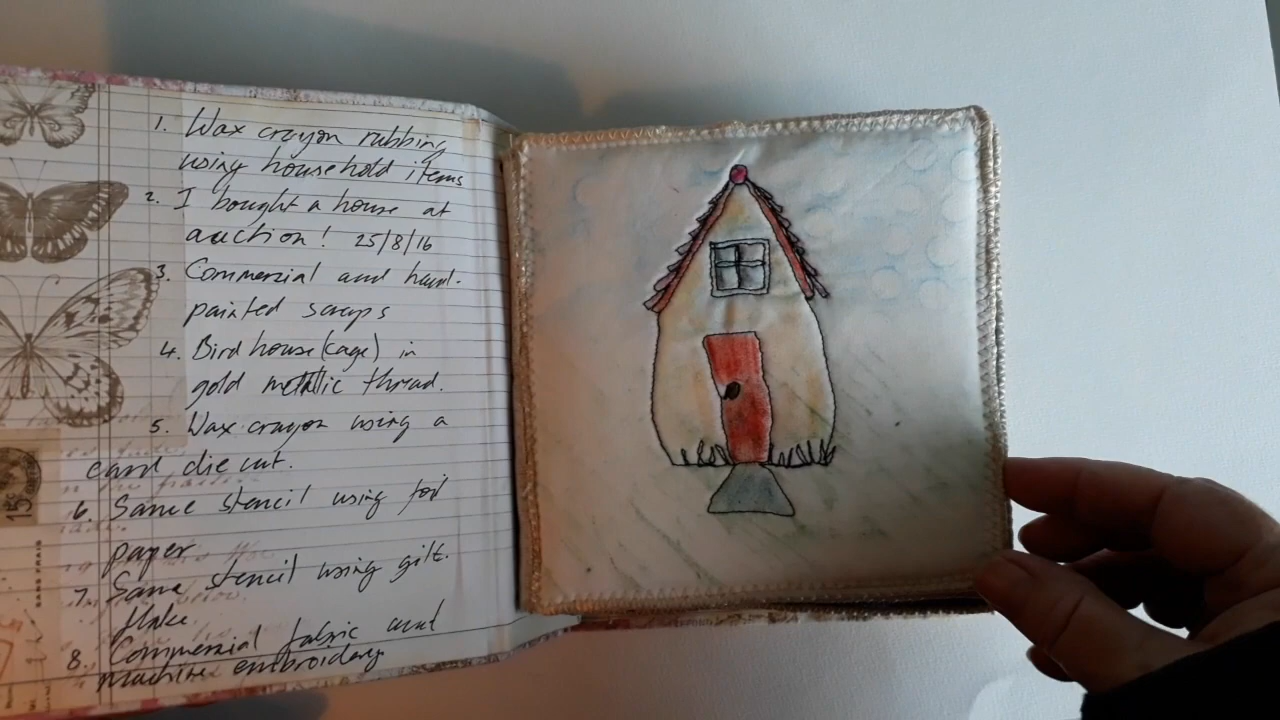 1. Wax crayon rubbing
using household items
2. I bought a house at
auction! 25/8/16
3. Commercial and hand-
painted scraps
4. Bird house (cage) in
gold metallic thread.
5. Wax crayon using a
card die cut.
6. Same stencil using foil
paper
7. Same stencil using gilt.
flake
8. Commercial fabric and
machine embroidery
SANS FRAIS